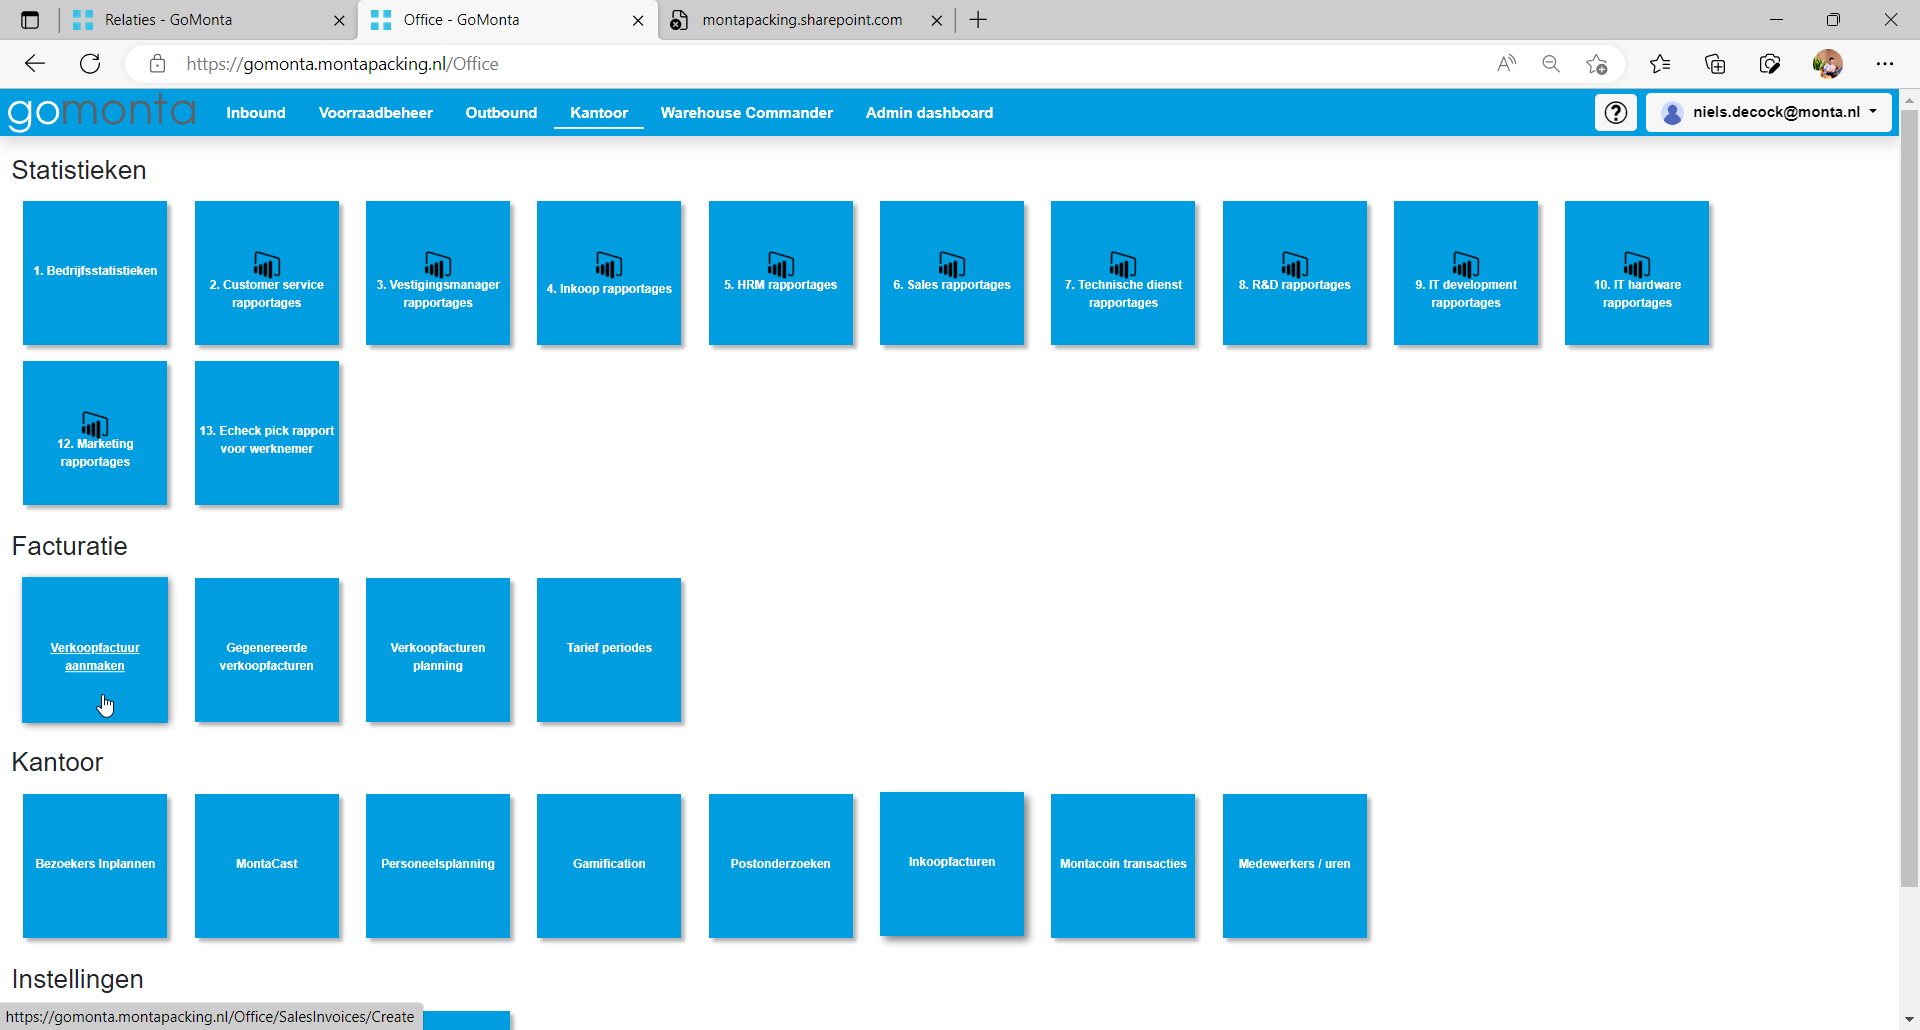 Relaties - GoMonta
Office - GoMonta
montapacking.sharepoint.com
https://gomonta.montapacking.nl/Office
gomonta
Inbound
Voorraadbeheer
Outbound
Kantoor
Warehouse Commander
Admin dashboard
niels.decock@monta.nl
Statistieken
1. Bedrijfsstatistieken
2. Customer service
rapportages
3. Vestigingsmanager
rapportages
4. Inkoop rapportages
5. HRM rapportages
6. Sales rapportages
7. Technische dienst
rapportages
8. R&D rapportages
9. IT development
rapportages
10. IT hardware
rapportages
12. Marketing
rapportages
13. Echeck pick rapport
voor werknemer
Facturatie
Verkoopfactuur
aanmaken
Gegenereerde
verkoopfacturen
Verkoopfacturen
planning
Tarief periodes
Kantoor
Bezoekers Inplannen
MontaCast
Personeelsplanning
Gamification
Postonderzoeken
Inkoopfacturen
Montacoin transacties
Medewerkers / uren
Instellingen
https://gomonta.montapacking.nl/Office/SalesInvoices/Create